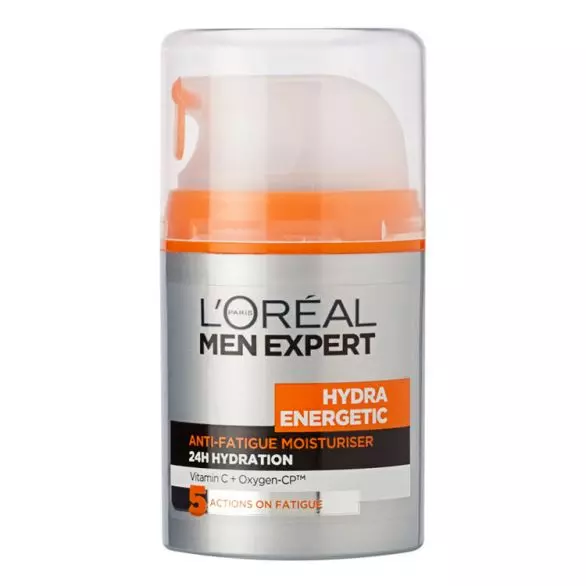 L'ORÉAL
PARIS
MEN EXPERT
HYDRA
ENERGETIC
ANTI-FATIGUE MOISTURISER
24H HYDRATION
Vitamin C + Oxygen-CP™
5 ACTIONS ON FATIGUE